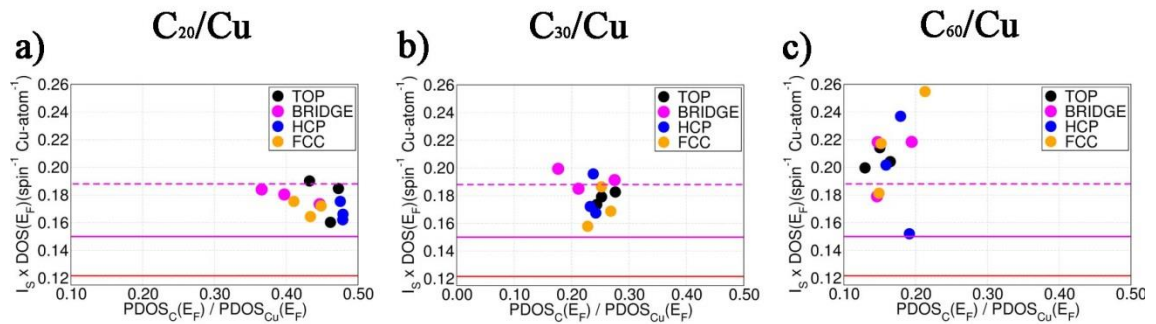 C20/Cu
a)
I_S x DOS(E_F)(spin^-1 Cu-atom^-1)
0.26
0.24
0.22
0.20
0.18
0.16
0.14
0.12
TOP
BRIDGE
HCP
FCC
0.10 0.20 0.30 0.40 0.50
PDOS_C(E_F) / PDOS_Cu(E_F)
C30/Cu
b)
I_S x DOS(E_F)(spin^-1 Cu-atom^-1)
0.26
0.24
0.22
0.20
0.18
0.16
0.14
0.12
TOP
BRIDGE
HCP
FCC
0.00 0.10 0.20 0.30 0.40 0.50
PDOS_C(E_F) / PDOS_Cu(E_F)
C60/Cu
c)
I_S x DOS(E_F)(spin^-1 Cu-atom^-1)
0.26
0.24
0.22
0.20
0.18
0.16
0.14
0.12
TOP
BRIDGE
HCP
FCC
0.10 0.20 0.30 0.40 0.50
PDOS_C(E_F) / PDOS_Cu(E_F)